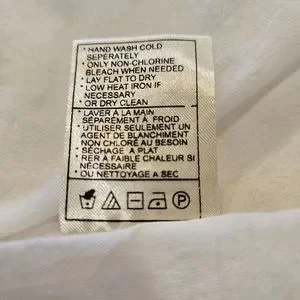 * HAND WASH COLD
SEPERATELY
* ONLY NON-CHLORINE
BLEACH WHEN NEEDED
* LAY FLAT TO DRY
* LOW HEAT IRON IF
NECESSARY
* OR DRY CLEAN
* LAVER À LA MAIN
SÉPARÉMENT À FROID
* UTILISER SEULEMENT UN
AGENT DE BLANCHIMENT
NON CHLORÉ AU BESOIN
* SÉCHAGE A PLAT
* RER À FAIBLE CHALEUR SI
NÉCESSAIRE
* OU NETTOYAGE A SEC
P